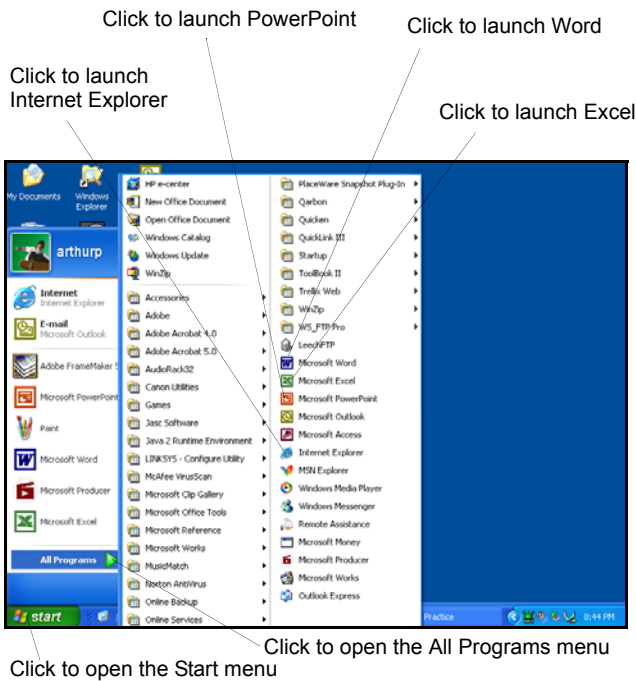 Click to launch PowerPoint
Click to launch Word
Click to launch
Internet Explorer
Click to launch Excel
My Documents
Windows
Explorer
arthurp
Internet
Internet Explorer
E-mail
Microsoft Outlook
Adobe FrameMaker
Microsoft PowerPoint
Paint
Microsoft Word
Microsoft Producer
Microsoft Excel
All Programs
HP e-center
New Office Document
Open Office Document
Windows Catalog
Windows Update
WinZip
Accessories
Adobe
Adobe Acrobat 4.0
Adobe Acrobat 5.0
AudioRack32
Canon Utilities
Games
Jasc Software
Java 2 Runtime Environment
LINKSYS - Configure Utility
McAfee VirusScan
Microsoft Clip Gallery
Microsoft Office Tools
Microsoft Reference
Microsoft Works
MusicMatch
Norton AntiVirus
Online Backup
Online Services
PlaceWare Snapshot Plug-In
Qarbon
Quicken
QuickLink III
Startup
ToolBook II
Trellix Web
WinZip
WS_FTP Pro
LeechFTP
Microsoft Word
Microsoft Excel
Microsoft PowerPoint
Microsoft Outlook
Microsoft Access
Internet Explorer
MSN Explorer
Windows Media Player
Windows Messenger
Remote Assistance
Microsoft Money
Microsoft Producer
Microsoft Works
Outlook Express
start
Practice
8:44 PM
Click to open the All Programs menu
Click to open the Start menu